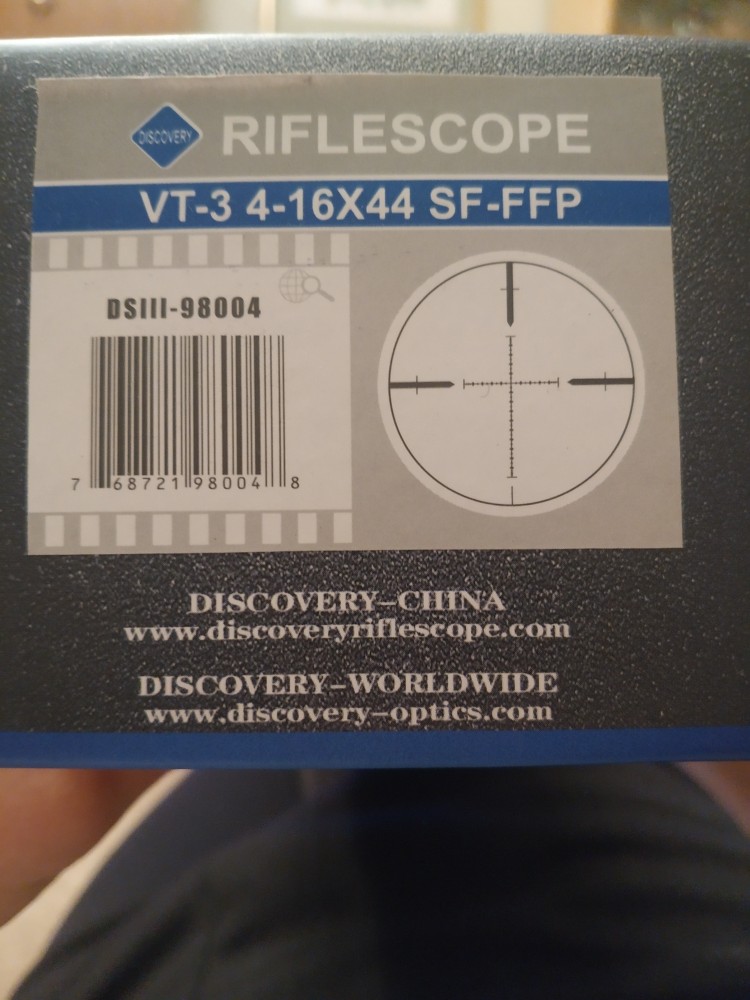 DISCOVERY
RIFLESCOPE
VT-3 4-16X44 SF-FFP
DSIII-98004
7 68721 98004 8
DISCOVERY-CHINA
www.discoveryriflescope.com
DISCOVERY-WORLDWIDE
www.discovery-optics.com